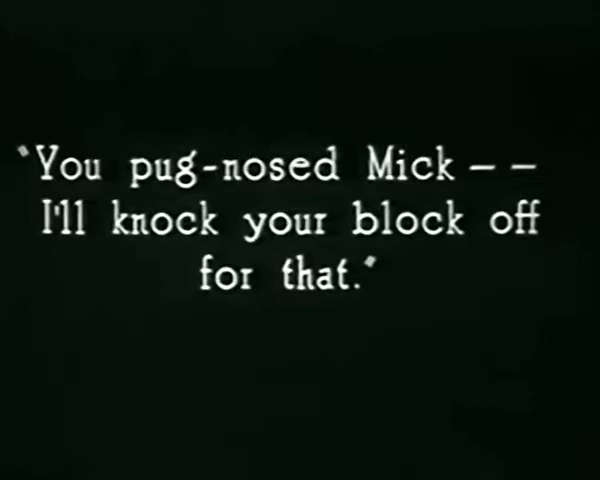 "You pug-nosed Mick – –
I'll knock your block off
for that."